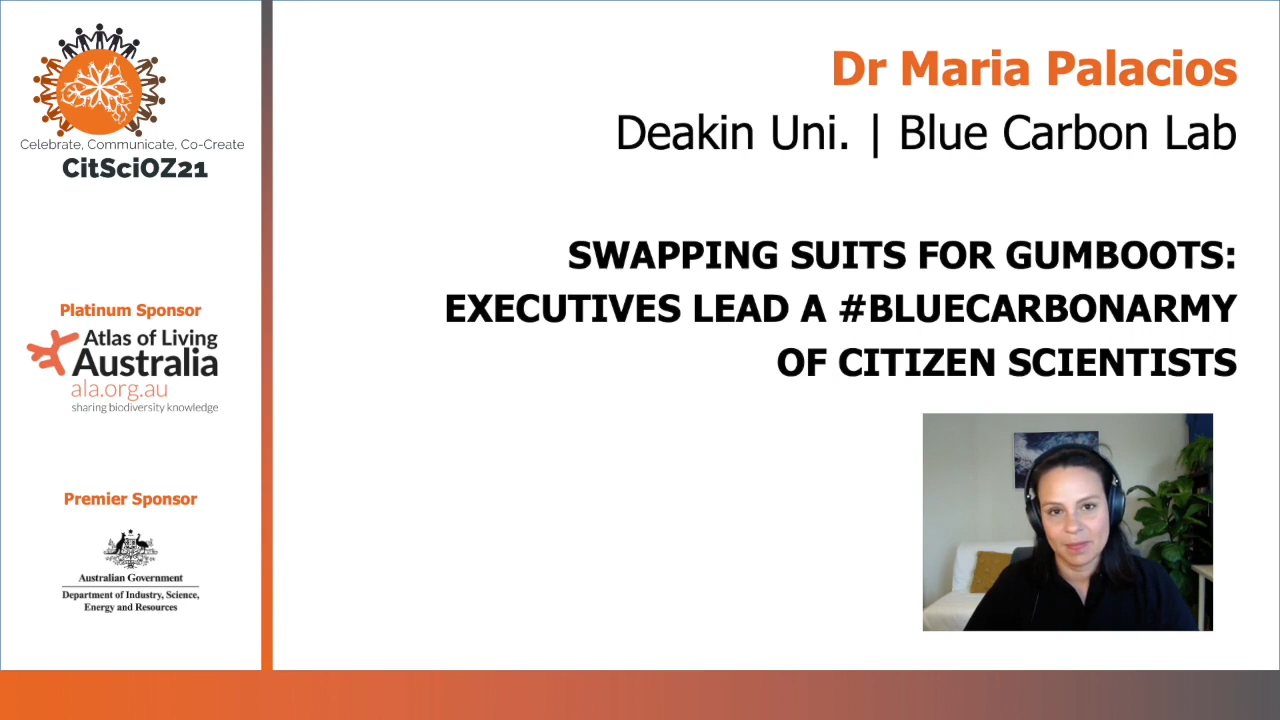 Celebrate, Communicate, Co-Create
CitSciOZ21
Platinum Sponsor
Atlas of Living
Australia
ala.org.au
sharing biodiversity knowledge
Premier Sponsor
Australian Government
Department of Industry, Science,
Energy and Resources
Dr Maria Palacios
Deakin Uni. | Blue Carbon Lab
SWAPPING SUITS FOR GUMBOOTS:
EXECUTIVES LEAD A #BLUECARBONARMY
OF CITIZEN SCIENTISTS